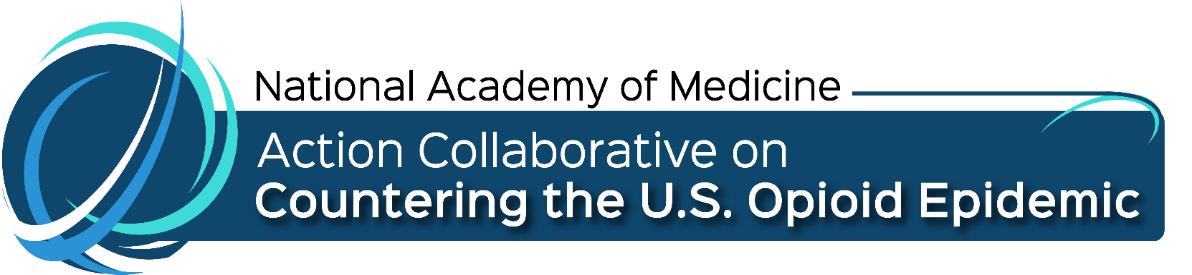 National Academy of Medicine
Action Collaborative on
Countering the U.S. Opioid Epidemic